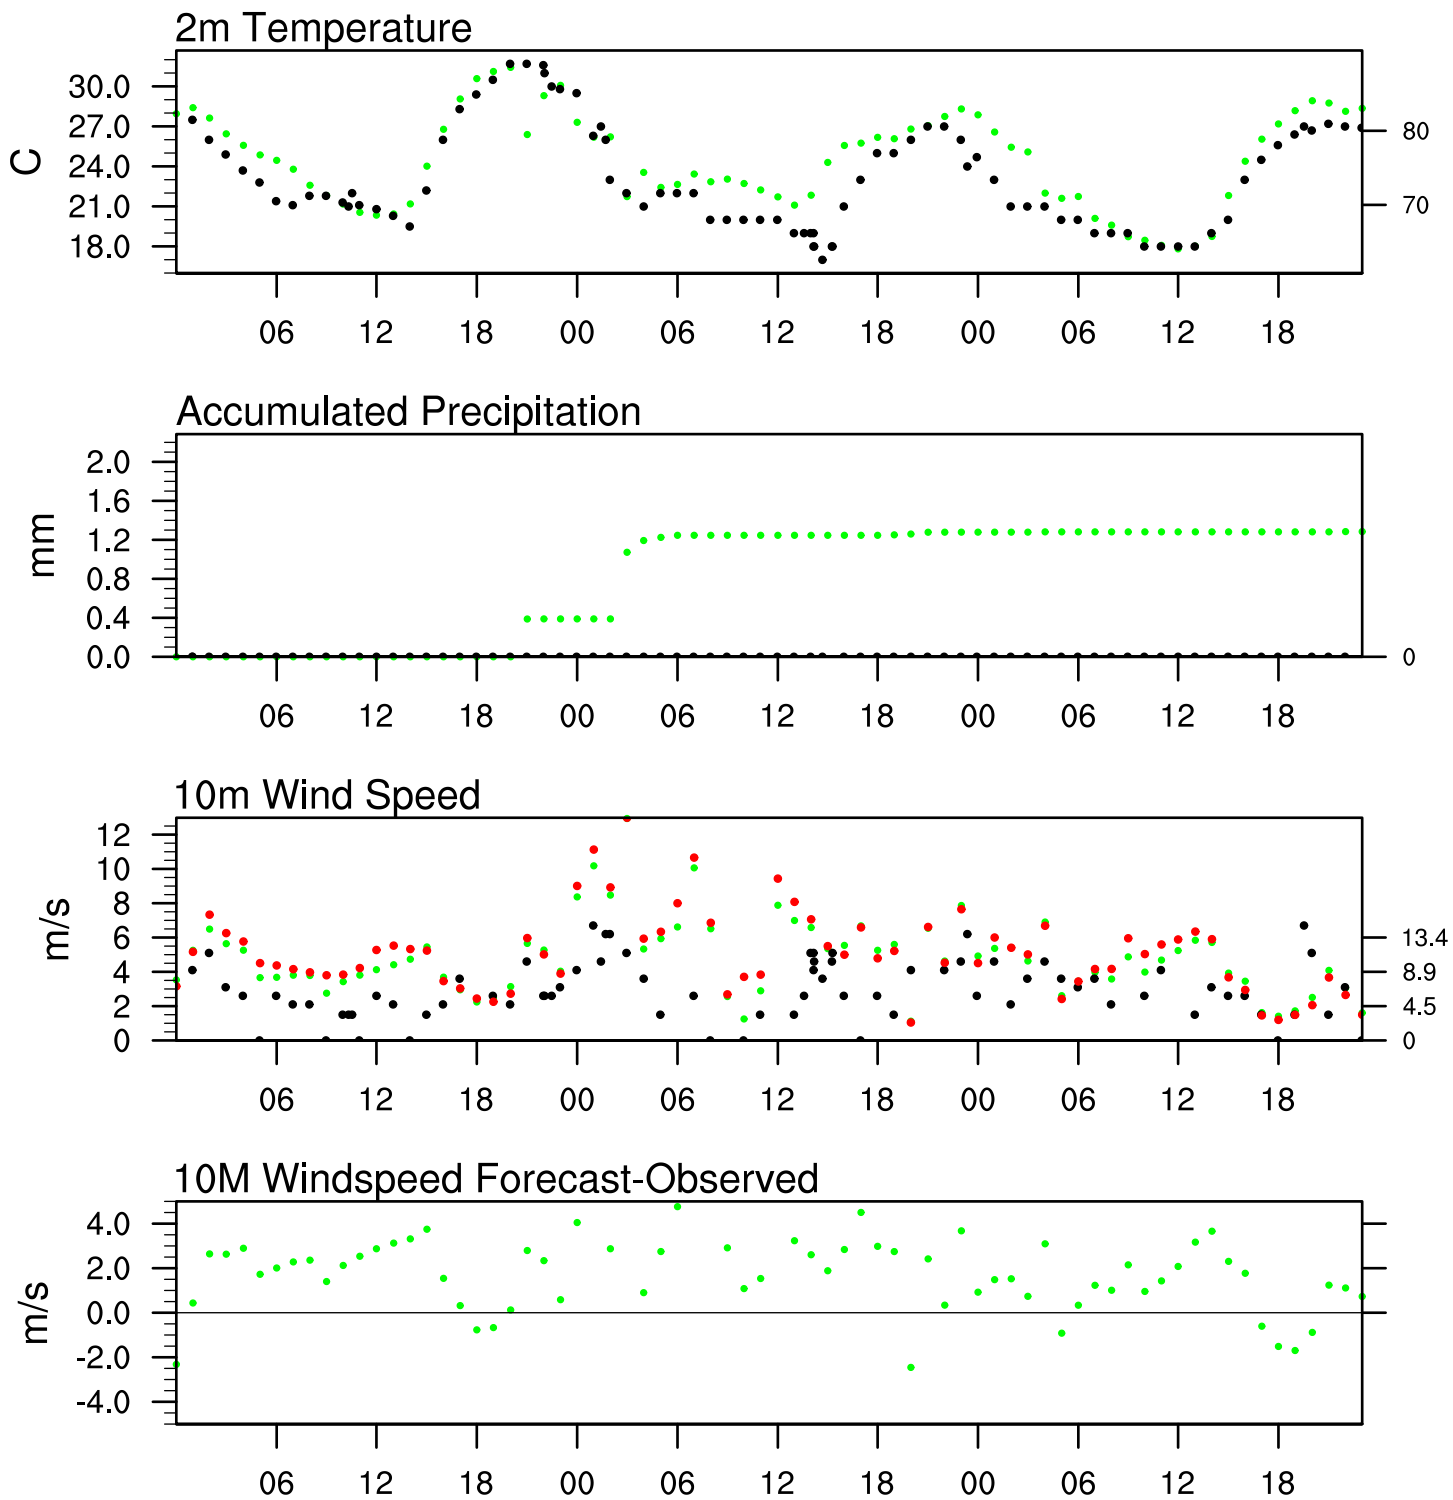 2m Temperature
30.0
27.0
24.0
21.0
18.0
C
80
70
06 12 18 00 06 12 18 00 06 12 18
Accumulated Precipitation
2.0
1.6
1.2
0.8
0.4
0.0
mm
0
06 12 18 00 06 12 18 00 06 12 18
10m Wind Speed
12
10
8
6
4
2
0
m/s
13.4
8.9
4.5
0
06 12 18 00 06 12 18 00 06 12 18
10M Windspeed Forecast-Observed
4.0
2.0
0.0
-2.0
-4.0
m/s
06 12 18 00 06 12 18 00 06 12 18